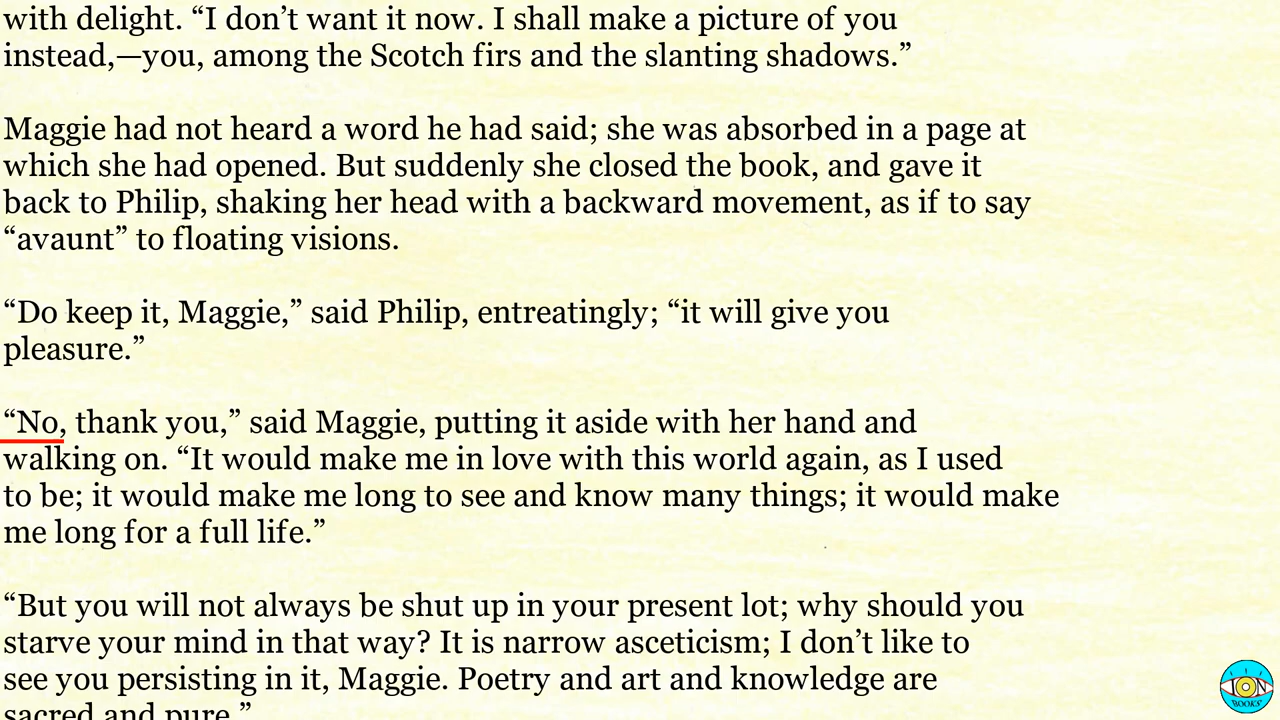 with delight. “I don’t want it now. I shall make a picture of you
instead,—you, among the Scotch firs and the slanting shadows.”
Maggie had not heard a word he had said; she was absorbed in a page at
which she had opened. But suddenly she closed the book, and gave it
back to Philip, shaking her head with a backward movement, as if to say
“avaunt” to floating visions.
“Do keep it, Maggie,” said Philip, entreatingly; “it will give you
pleasure.”
“No, thank you,” said Maggie, putting it aside with her hand and
walking on. “It would make me in love with this world again, as I used
to be; it would make me long to see and know many things; it would make
me long for a full life.”
“But you will not always be shut up in your present lot; why should you
starve your mind in that way? It is narrow asceticism; I don’t like to
see you persisting in it, Maggie. Poetry and art and knowledge are
sacred and pure.”
ION
BOOKS